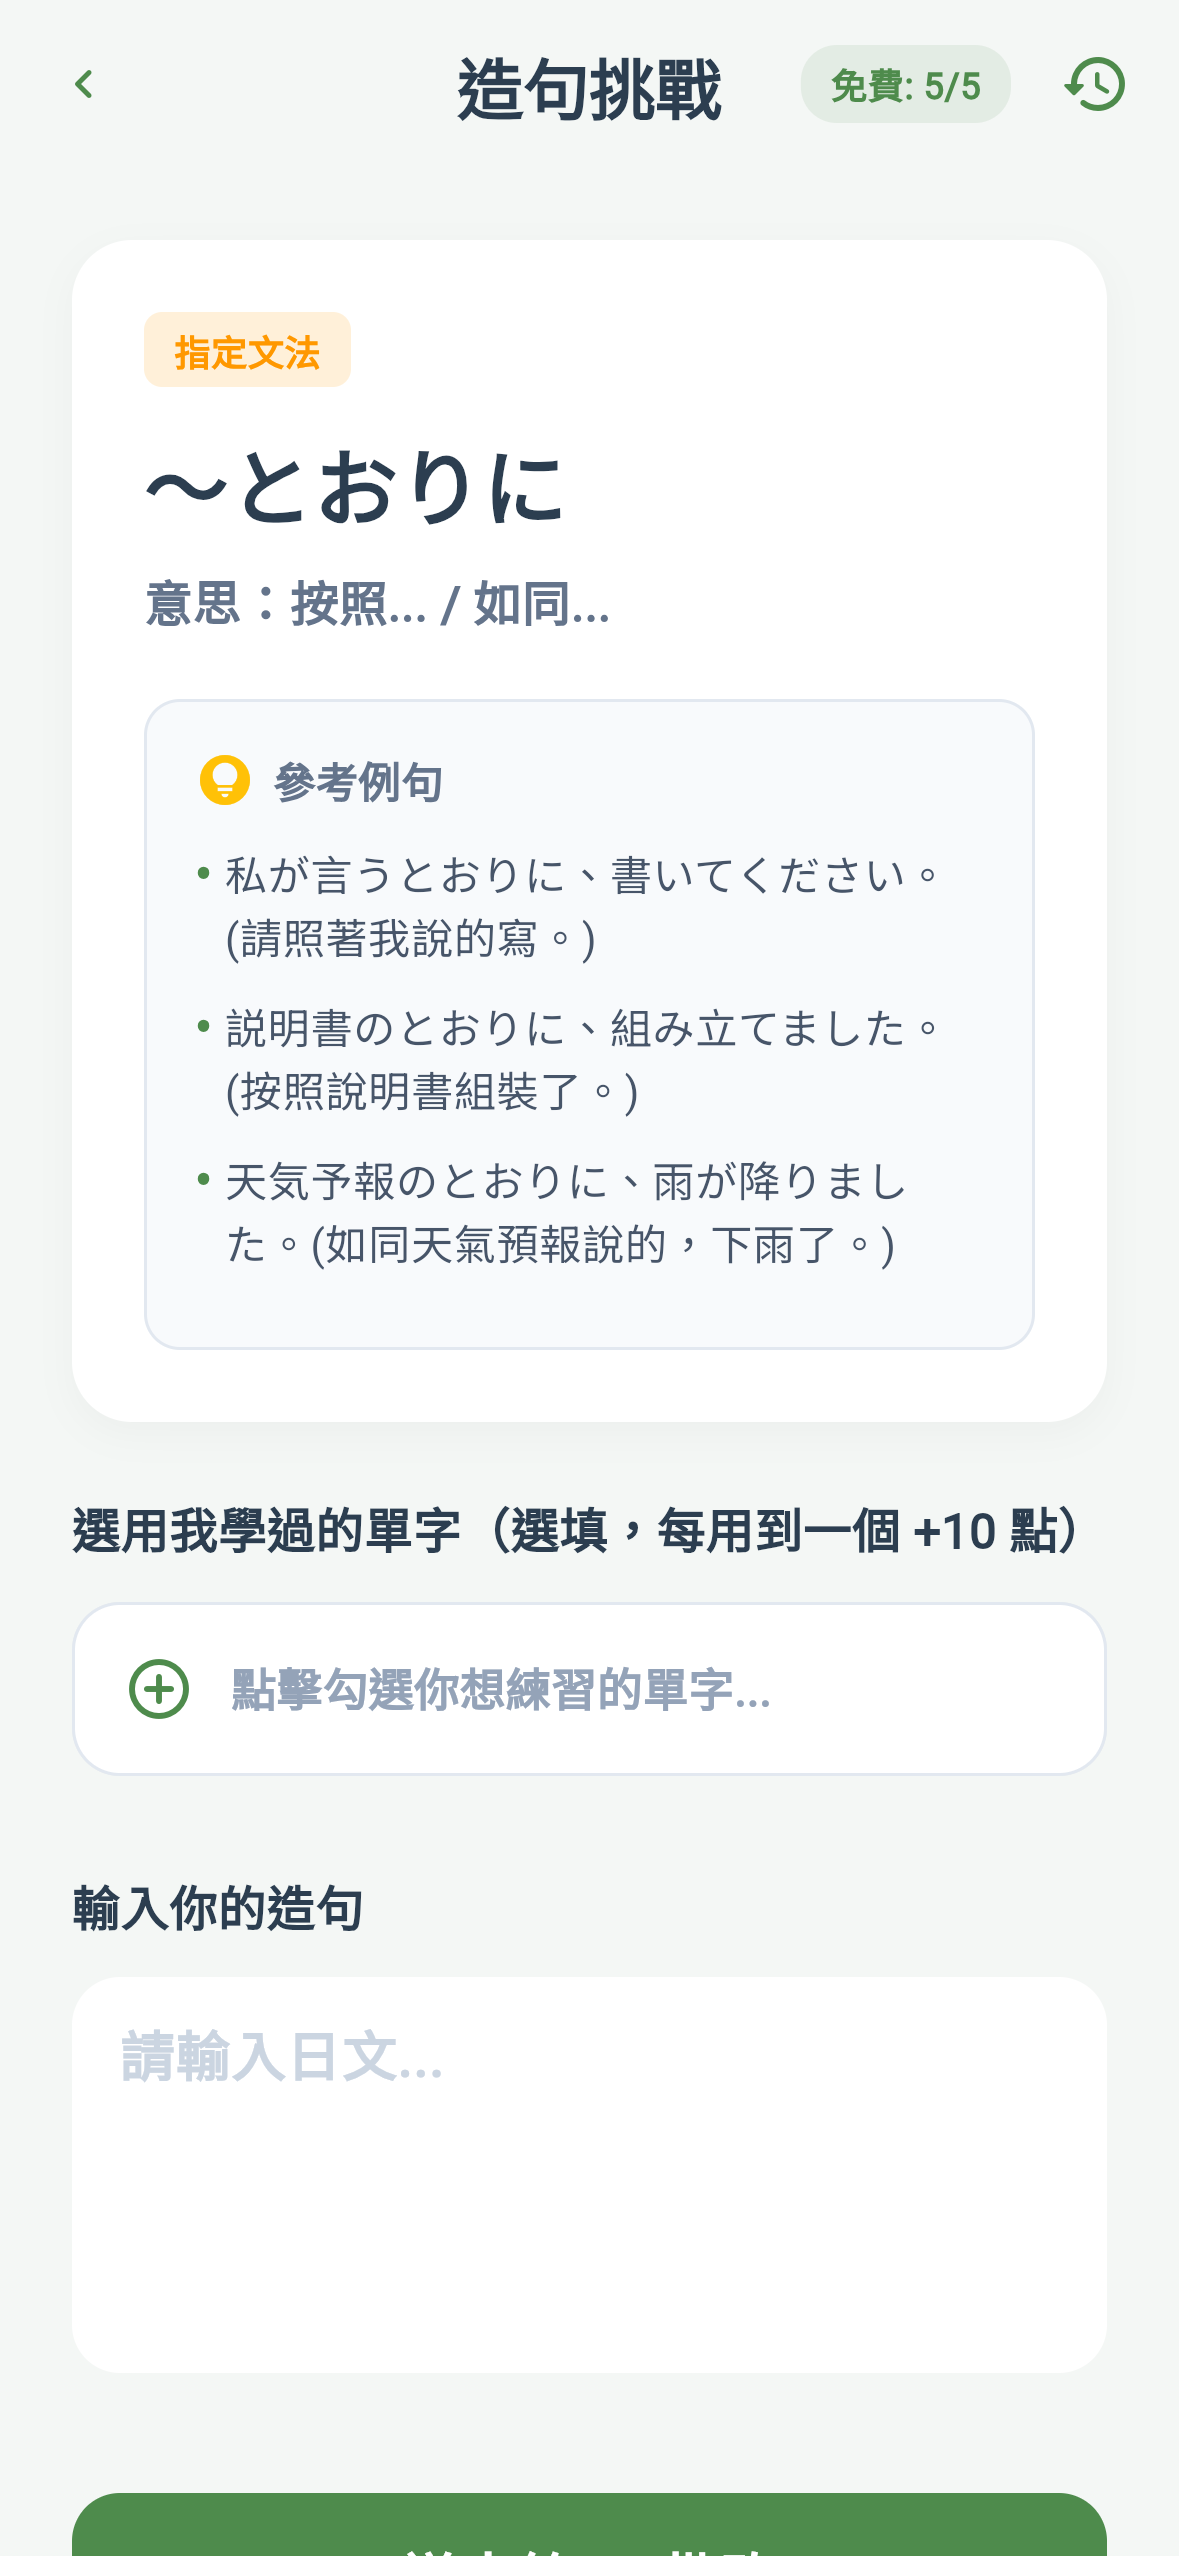 造句挑戰
免費: 5/5
指定文法
～とおりに
意思：按照... / 如同...
參考例句
• 私が言うとおりに、書いてください。
(請照著我說的寫。)
• 説明書のとおりに、組み立てました。
(按照說明書組裝了。)
• 天気予報のとおりに、雨が降りまし
た。(如同天氣預報說的，下雨了。)
選用我學過的單字（選填，每用到一個 +10 點）
點擊勾選你想練習的單字...
輸入你的造句
請輸入日文...